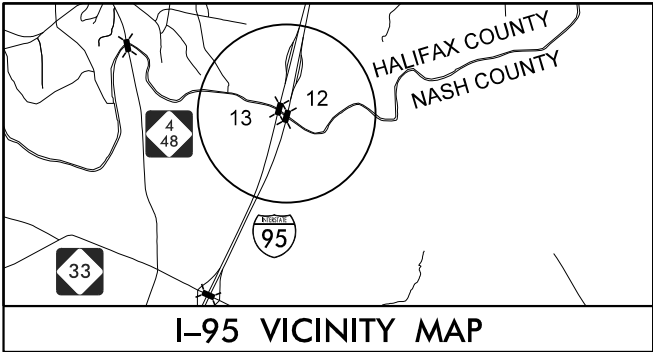 HALIFAX COUNTY
NASH COUNTY
12
13
4
48
INTERSTATE
95
33
I–95 VICINITY MAP